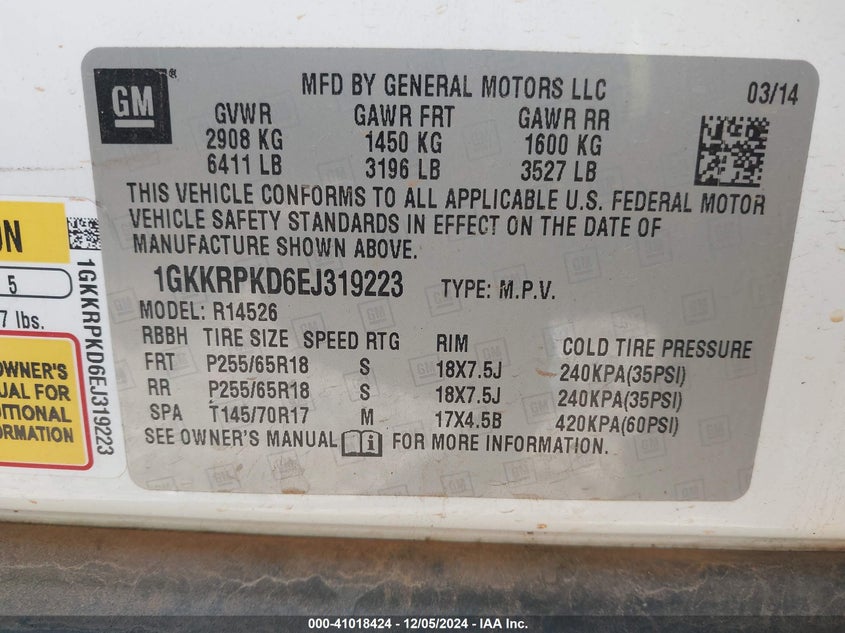 GM
MFD BY GENERAL MOTORS LLC
03/14
GVWR GAWR FRT GAWR RR
2908 KG 1450 KG 1600 KG
6411 LB 3196 LB 3527 LB
THIS VEHICLE CONFORMS TO ALL APPLICABLE U.S. FEDERAL MOTOR
VEHICLE SAFETY STANDARDS IN EFFECT ON THE DATE OF
MANUFACTURE SHOWN ABOVE.
1GKKRPKD6EJ319223 TYPE: M.P.V.
MODEL: R14526
RBBH TIRE SIZE SPEED RTG RIM COLD TIRE PRESSURE
FRT P255/65R18 S 18X7.5J 240KPA(35PSI)
RR P255/65R18 S 18X7.5J 240KPA(35PSI)
SPA T145/70R17 M 17X4.5B 420KPA(60PSI)
SEE OWNER'S MANUAL FOR MORE INFORMATION.
ON
5
7 lbs.
OWNER'S
UAL FOR
DITIONAL
ORMATION
1GKKRPKD6EJ319223
000-41018424 - 12/05/2024 - IAA Inc.